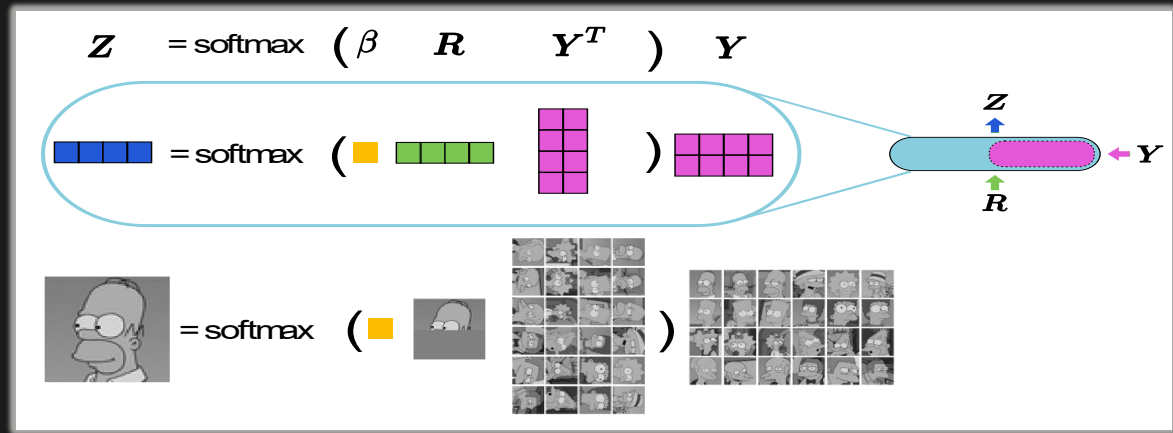 Z = softmax ( β R Y^T ) Y
= softmax ( )
Z
Y
R
= softmax ( )